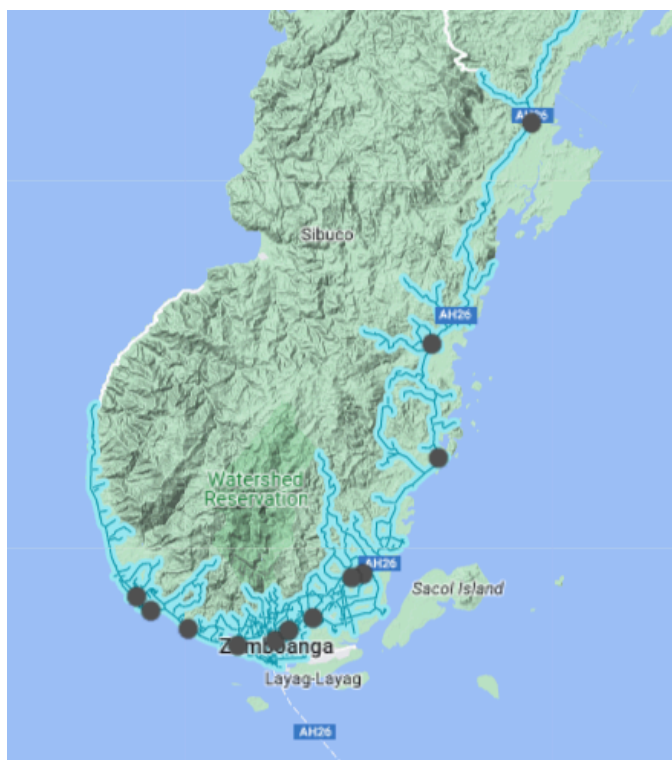 AH26
Sibuco
AH26
Watershed
Reservation
AH26
Sacol Island
Zamboanga
Layag-Layag
AH26